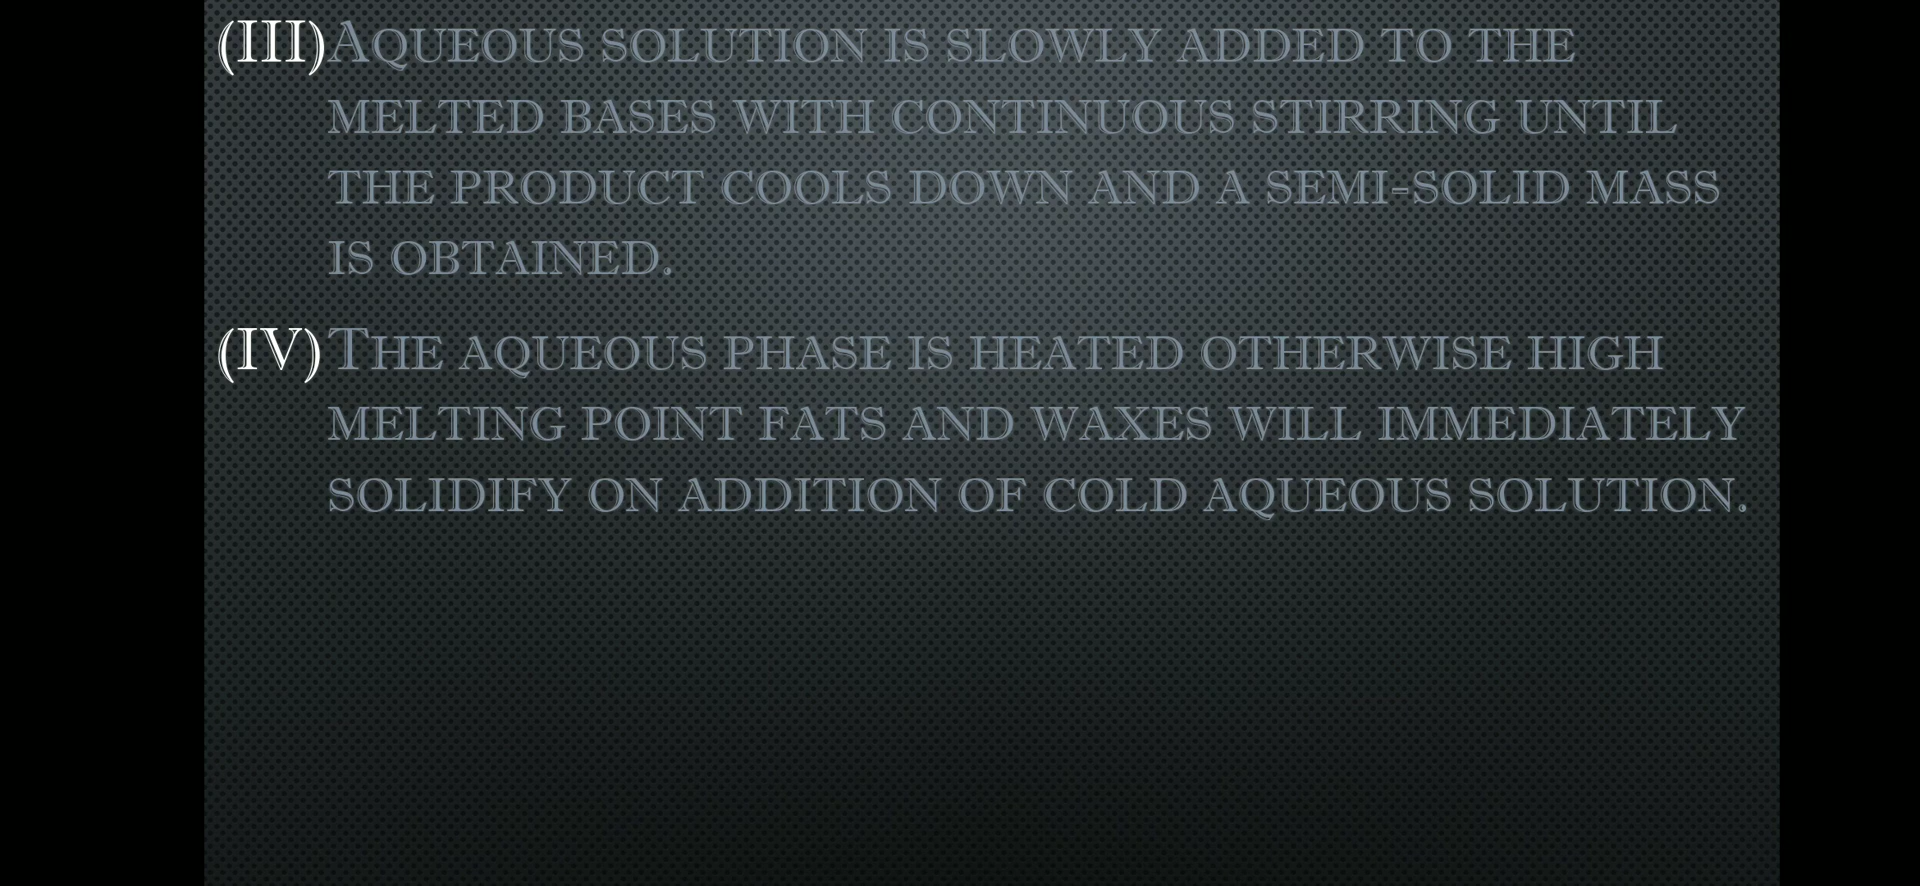 (III) Aqueous solution is slowly added to the
melted bases with continuous stirring until
the product cools down and a semi-solid mass
is obtained.
(IV) The aqueous phase is heated otherwise high
melting point fats and waxes will immediately
solidify on addition of cold aqueous solution.